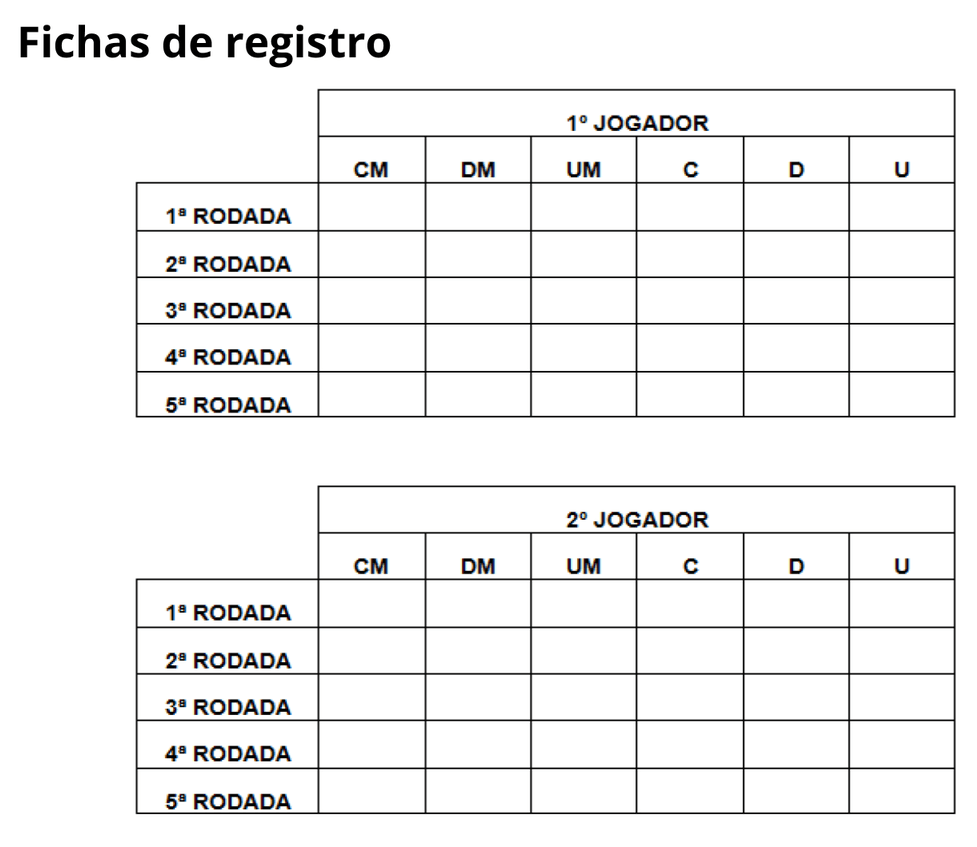 Fichas de registro
1º JOGADOR
CM DM UM C D U
1ª RODADA
2ª RODADA
3ª RODADA
4ª RODADA
5ª RODADA
2º JOGADOR
CM DM UM C D U
1ª RODADA
2ª RODADA
3ª RODADA
4ª RODADA
5ª RODADA